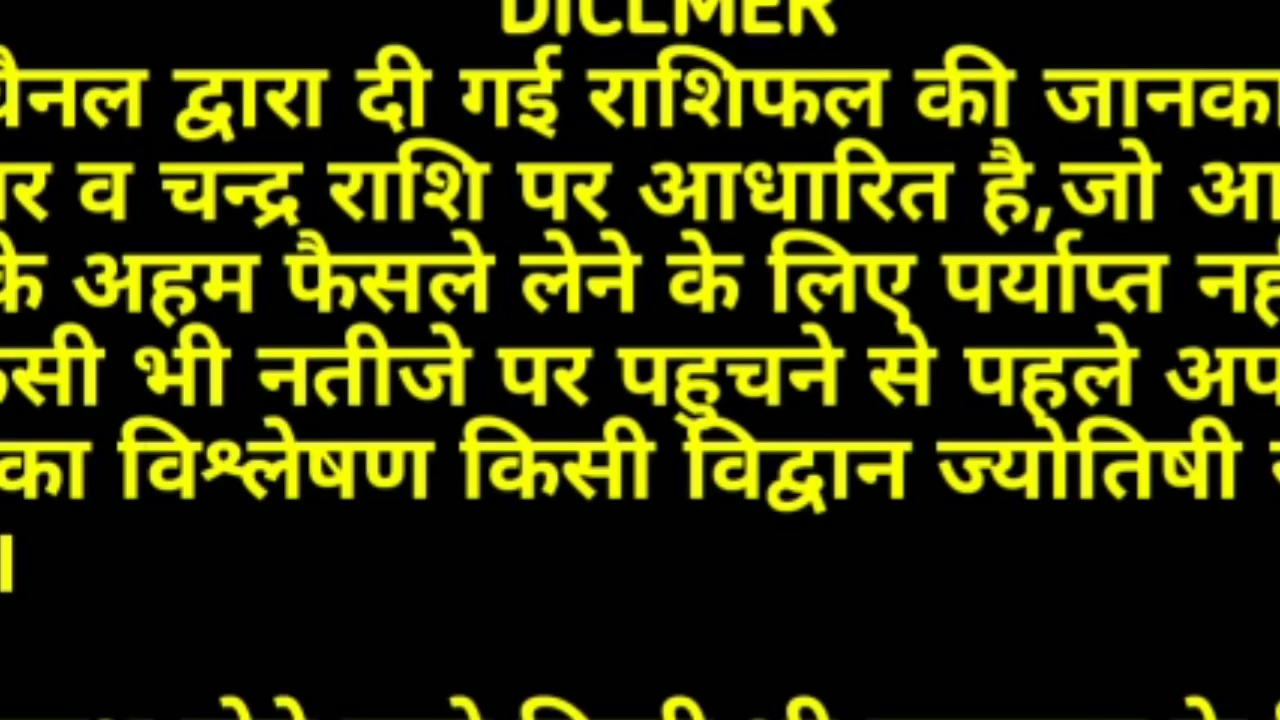 DICLMER
चैनल द्वारा दी गई राशिफल की जानका
र व चन्द्र राशि पर आधारित है,जो आ
के अहम फैसले लेने के लिए पर्याप्त नह
सी भी नतीजे पर पहुचने से पहले अप
का विश्लेषण किसी विद्वान ज्योतिषी
।